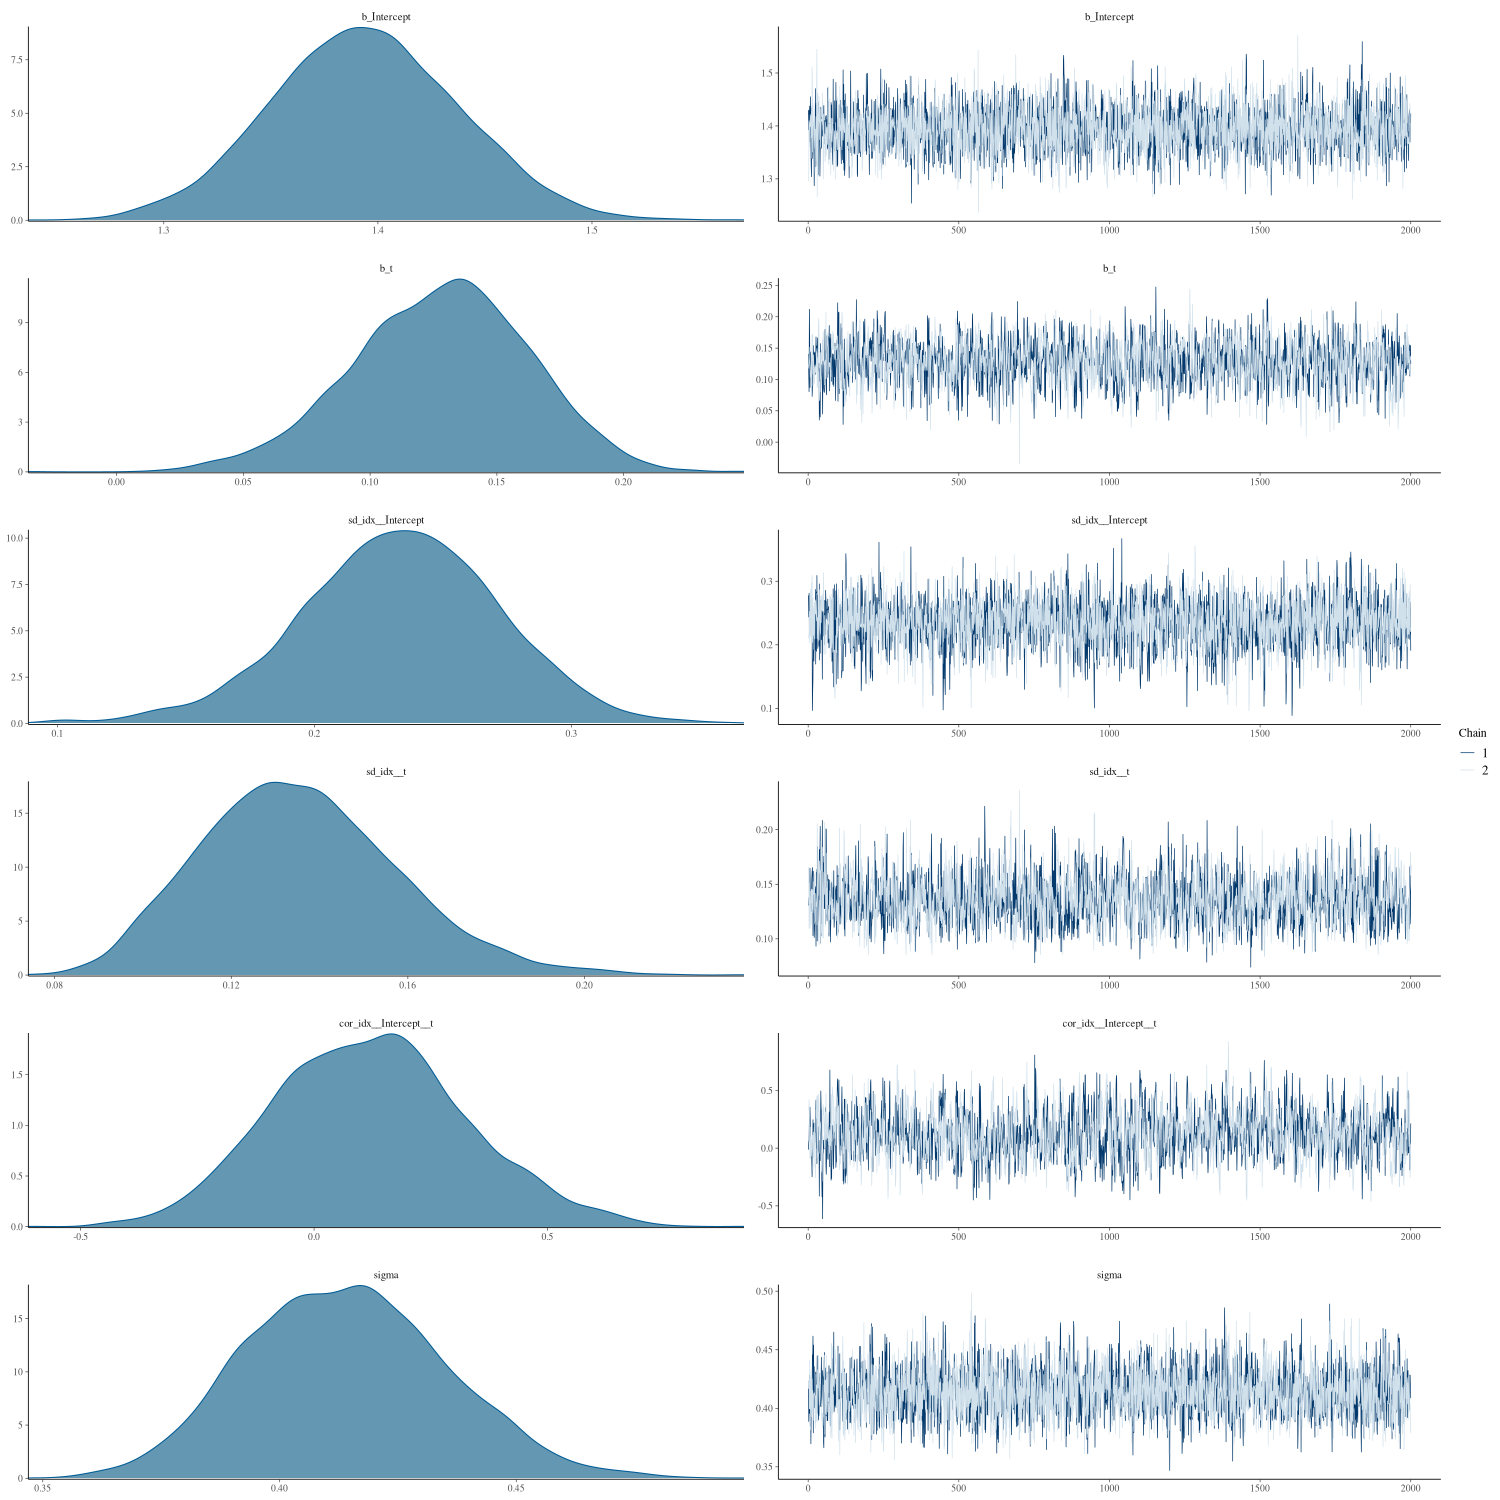 b_Intercept
7.5
5.0
2.5
0.0
1.3 1.4 1.5
b_Intercept
1.5
1.4
1.3
0 500 1000 1500 2000
b_t
9
6
3
0
0.00 0.05 0.10 0.15 0.20
b_t
0.25
0.20
0.15
0.10
0.05
0.00
0 500 1000 1500 2000
sd_idx__Intercept
10.0
7.5
5.0
2.5
0.0
0.1 0.2 0.3
sd_idx__Intercept
0.3
0.2
0.1
0 500 1000 1500 2000
sd_idx__t
15
10
5
0
0.08 0.12 0.16 0.20
sd_idx__t
0.20
0.15
0.10
0 500 1000 1500 2000
cor_idx__Intercept__t
1.5
1.0
0.5
0.0
-0.5 0.0 0.5
cor_idx__Intercept__t
0.5
0.0
-0.5
0 500 1000 1500 2000
sigma
15
10
5
0
0.35 0.40 0.45
sigma
0.50
0.45
0.40
0.35
0 500 1000 1500 2000
Chain
1
2